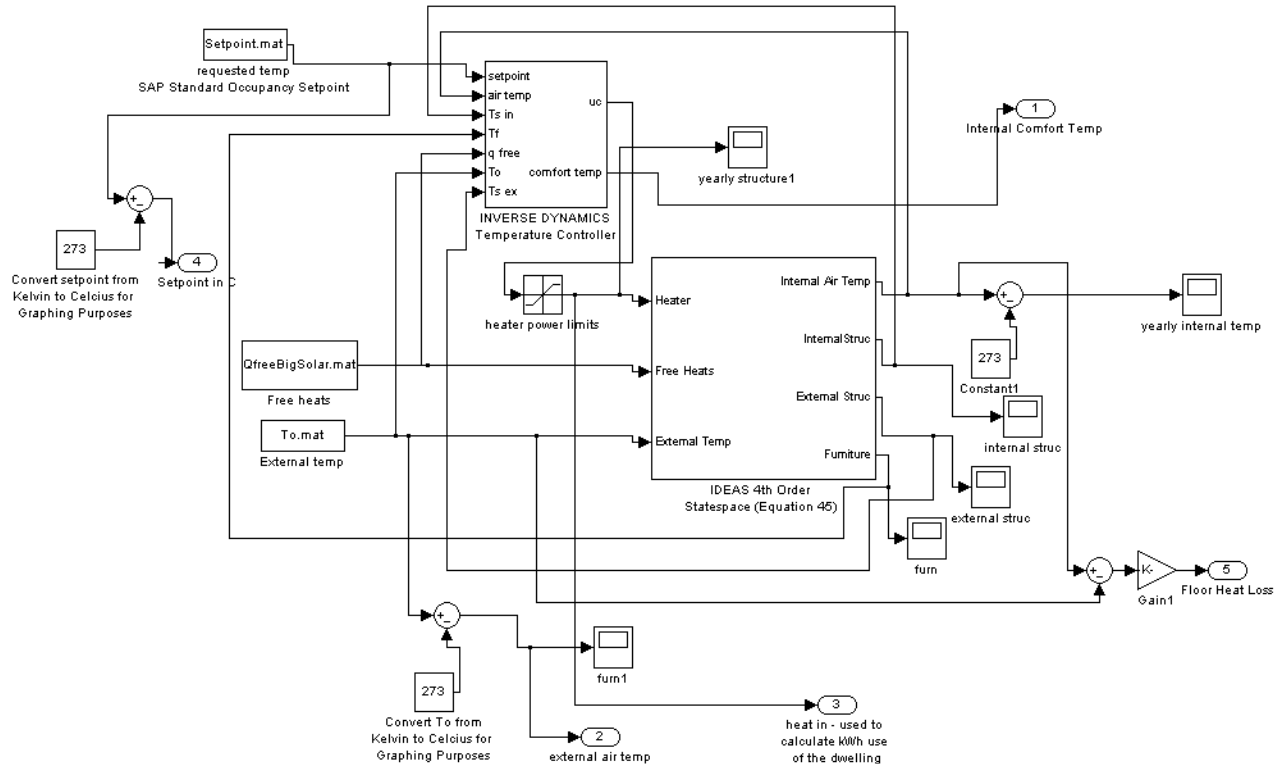 Setpoint.mat
requested temp
SAP Standard Occupancy Setpoint
setpoint
air temp
Ts in
Tf
q free
To
Ts ex
uc
comfort temp
INVERSE DYNAMICS
Temperature Controller
yearly structure1
1
Internal Comfort Temp
+
-
273
Convert setpoint from
Kelvin to Celcius for
Graphing Purposes
4
Setpoint in C
heater power limits
Heater
Free Heats
External Temp
Internal Air Temp
InternalStruc
External Struc
Furniture
IDEAS 4th Order
Statespace (Equation 45)
+
-
273
Constant1
yearly internal temp
QfreeBigSolar.mat
Free heats
To.mat
External temp
internal struc
external struc
furn
+
-
K-
Gain1
5
Floor Heat Loss
+
-
273
Convert To from
Kelvin to Celcius for
Graphing Purposes
furn1
2
external air temp
3
heat in - used to
calculate kWh use
of the dwelling